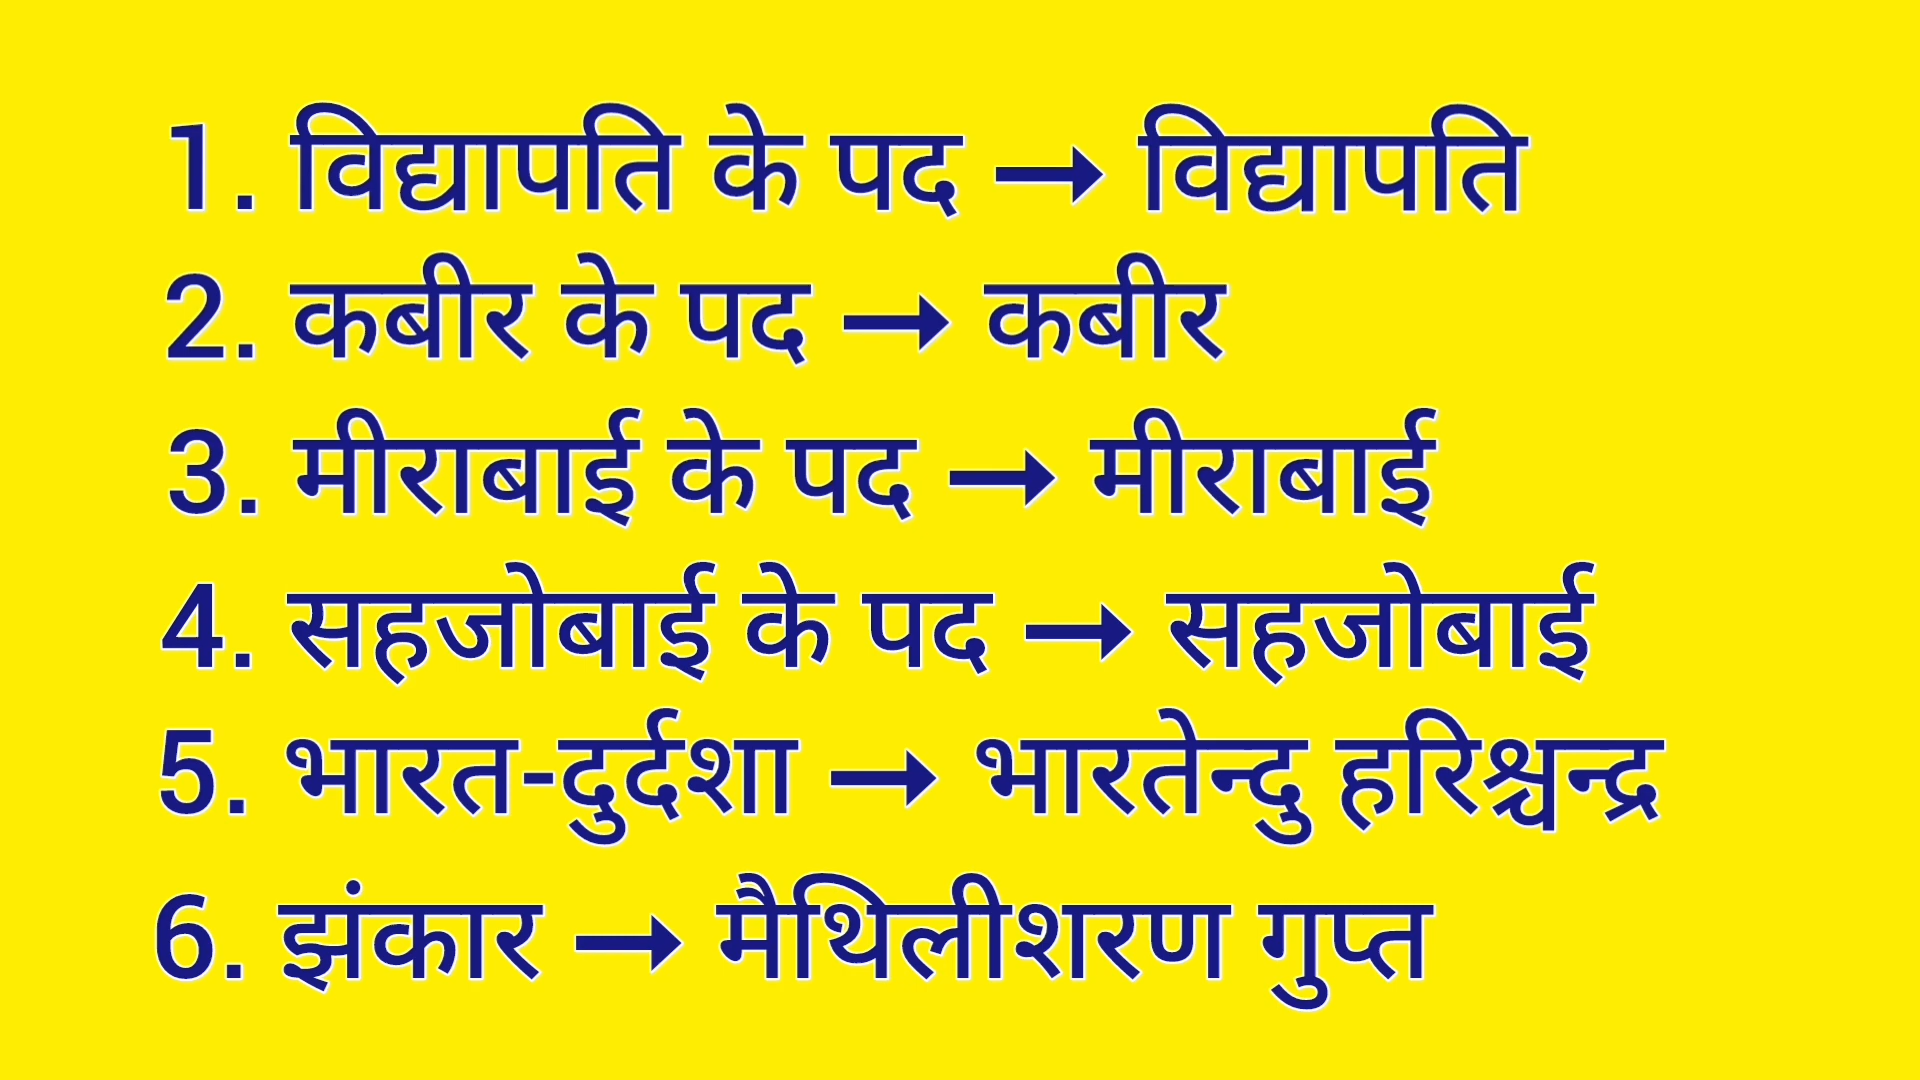 1. विद्यापति के पद → विद्यापति
2. कबीर के पद → कबीर
3. मीराबाई के पद → मीराबाई
4. सहजोबाई के पद → सहजोबाई
5. भारत-दुर्दशा → भारतेन्दु हरिश्चन्द्र
6. झंकार → मैथिलीशरण गुप्त